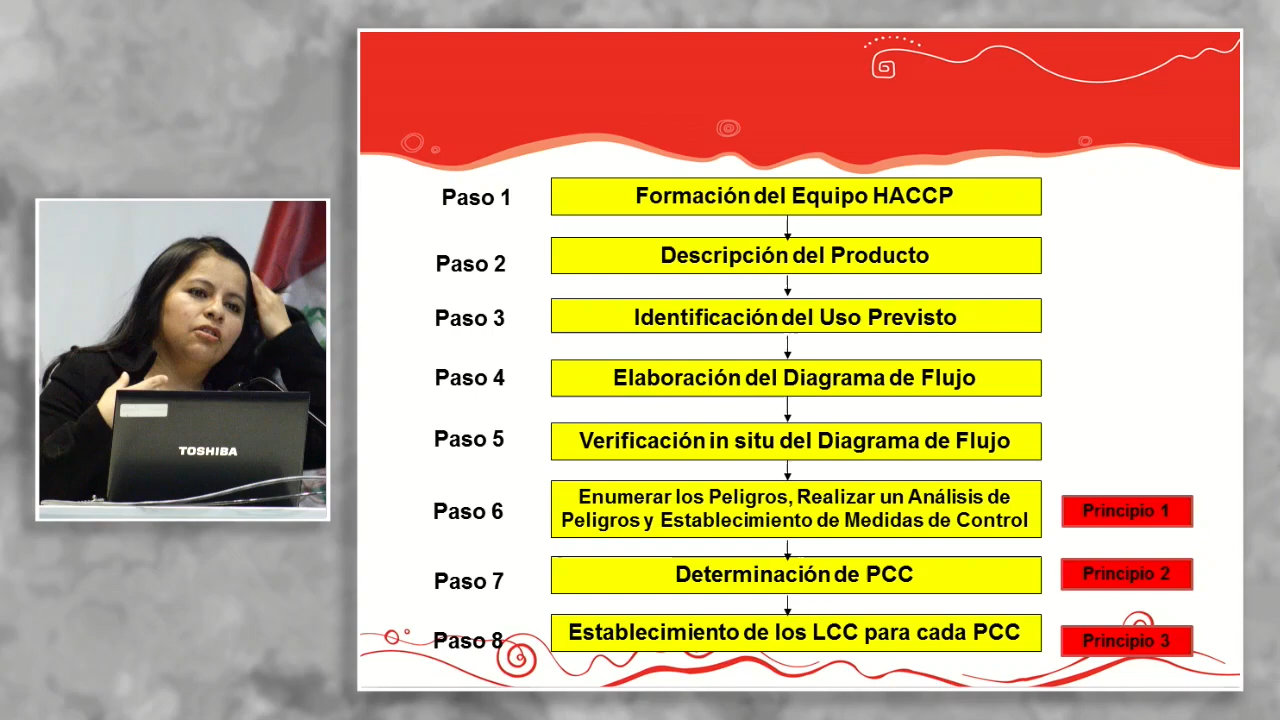 Paso 1
Formación del Equipo HACCP
Paso 2
Descripción del Producto
Paso 3
Identificación del Uso Previsto
Paso 4
Elaboración del Diagrama de Flujo
Paso 5
Verificación in situ del Diagrama de Flujo
Paso 6
Enumerar los Peligros, Realizar un Análisis de
Peligros y Establecimiento de Medidas de Control
Principio 1
Paso 7
Determinación de PCC
Principio 2
Paso 8
Establecimiento de los LCC para cada PCC
Principio 3
TOSHIBA